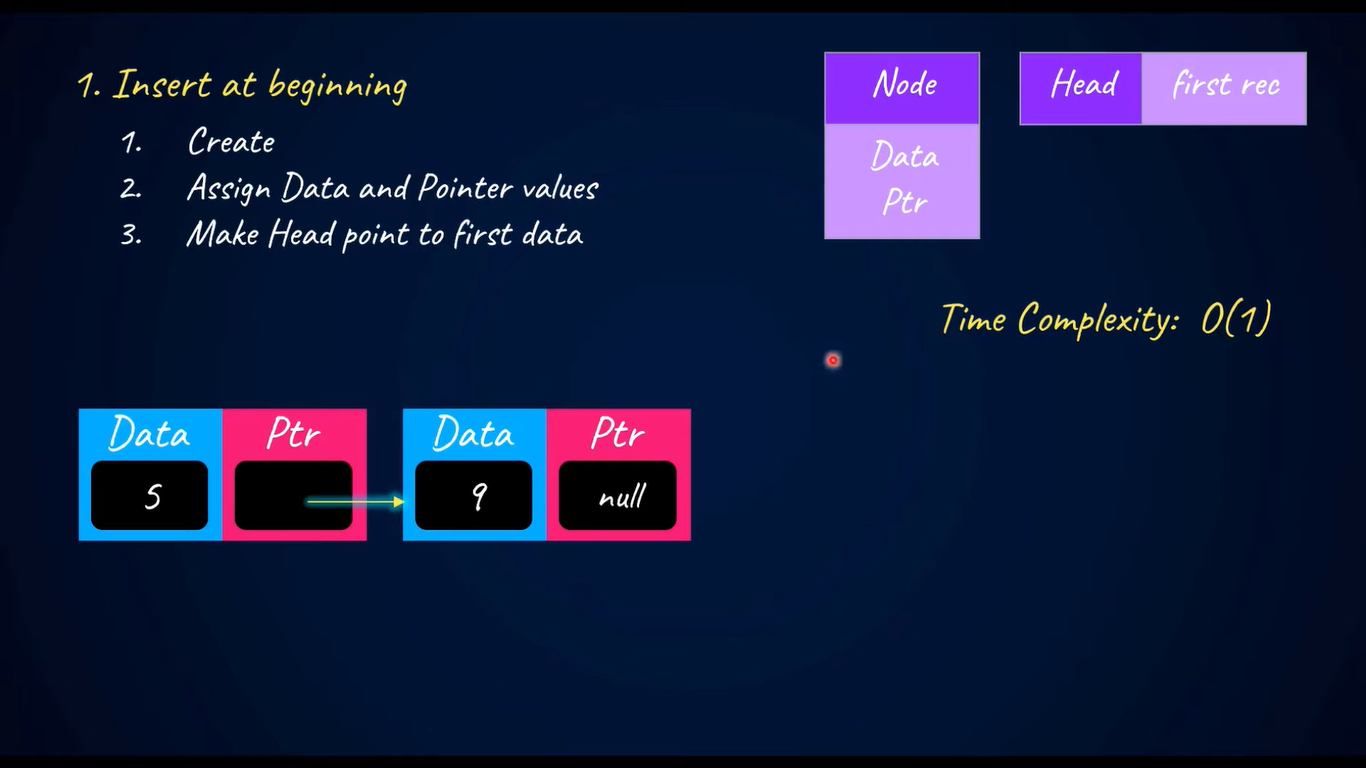 1. Insert at beginning
1. Create
2. Assign Data and Pointer values
3. Make Head point to first data
Node
Data
Ptr
Head first rec
Time Complexity: O(1)
Data Ptr Data Ptr
5 9 null